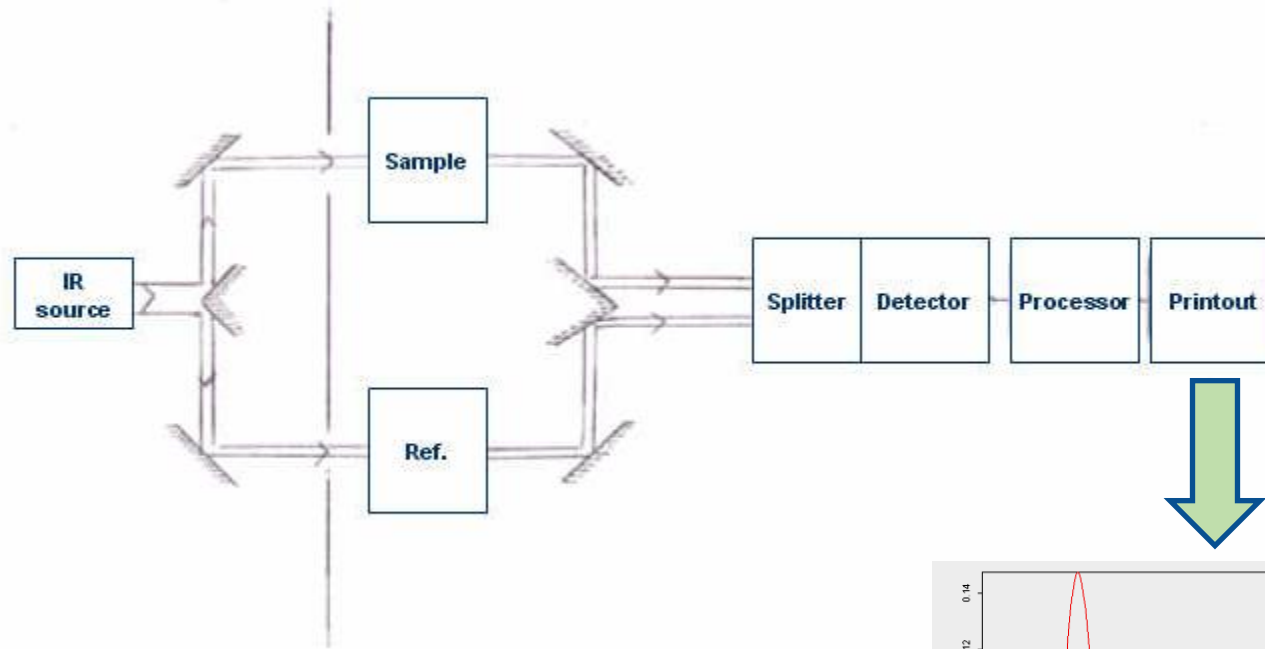 Sample
IR
source
Splitter
Detector
Processor
Printout
Ref.
0.14
12